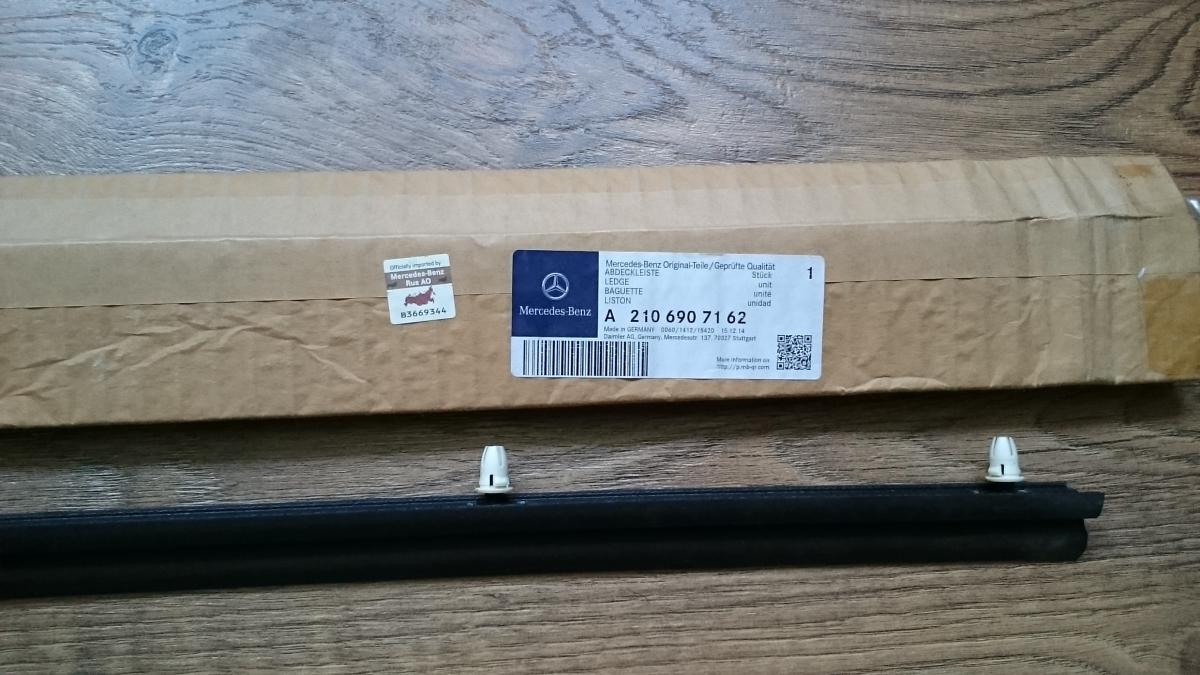 Officially imported by
Mercedes-Benz
Rus AO
B3669344
Mercedes-Benz
Mercedes-Benz Original-Teile/Geprüfte Qualität
ABDECKLEISTE Stück 1
LEDGE unit
BAGUETTE unité
LISTON unidad
A 210 690 71 62
Made in GERMANY 0060/1412/15420 15.12.14
Daimler AG, Germany, Mercedesstr. 137, 70327 Stuttgart
More information on
http://p.mb-qr.com